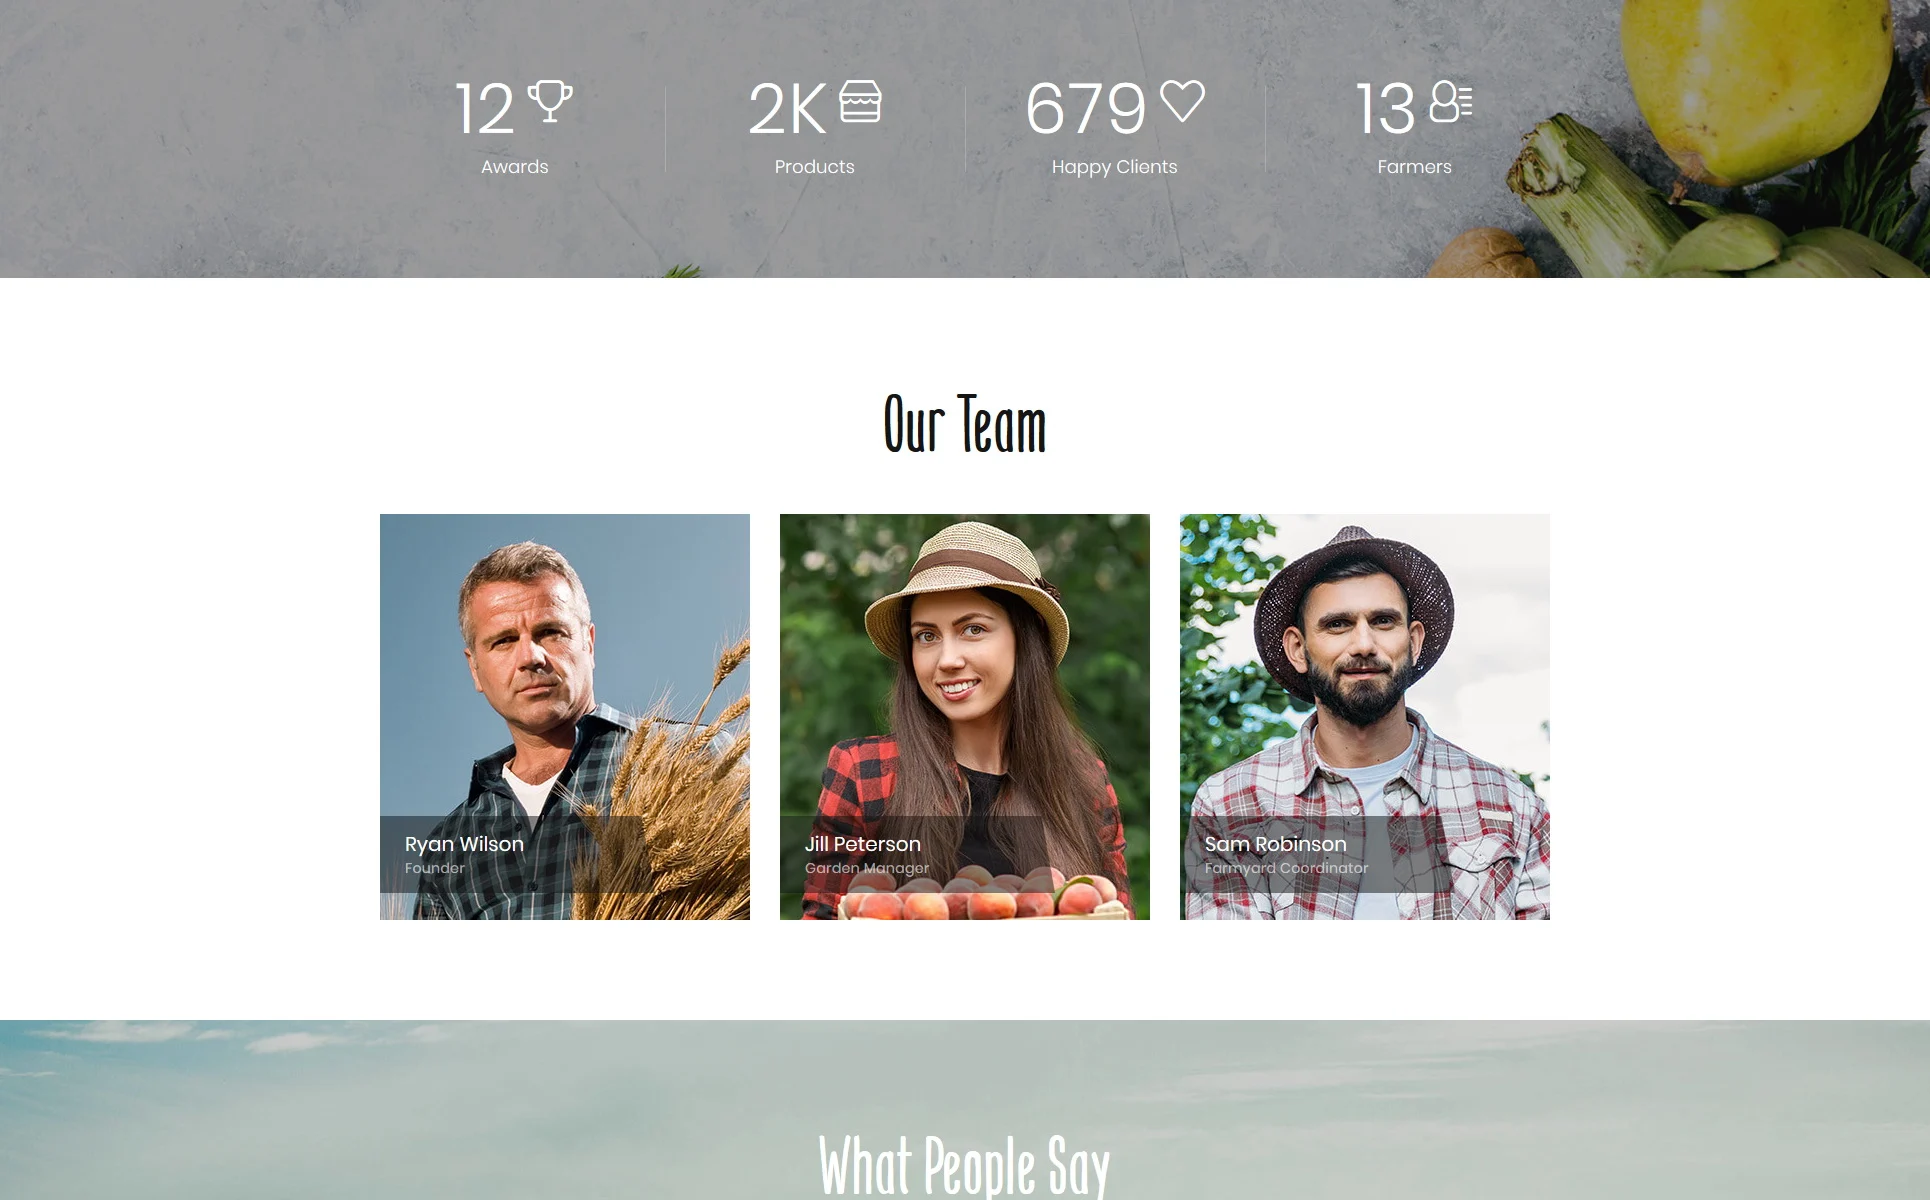 12
Awards
2K
Products
679
Happy Clients
13
Farmers
Our Team
Ryan Wilson
Founder
Jill Peterson
Garden Manager
Sam Robinson
Farmyard Coordinator
What People Say